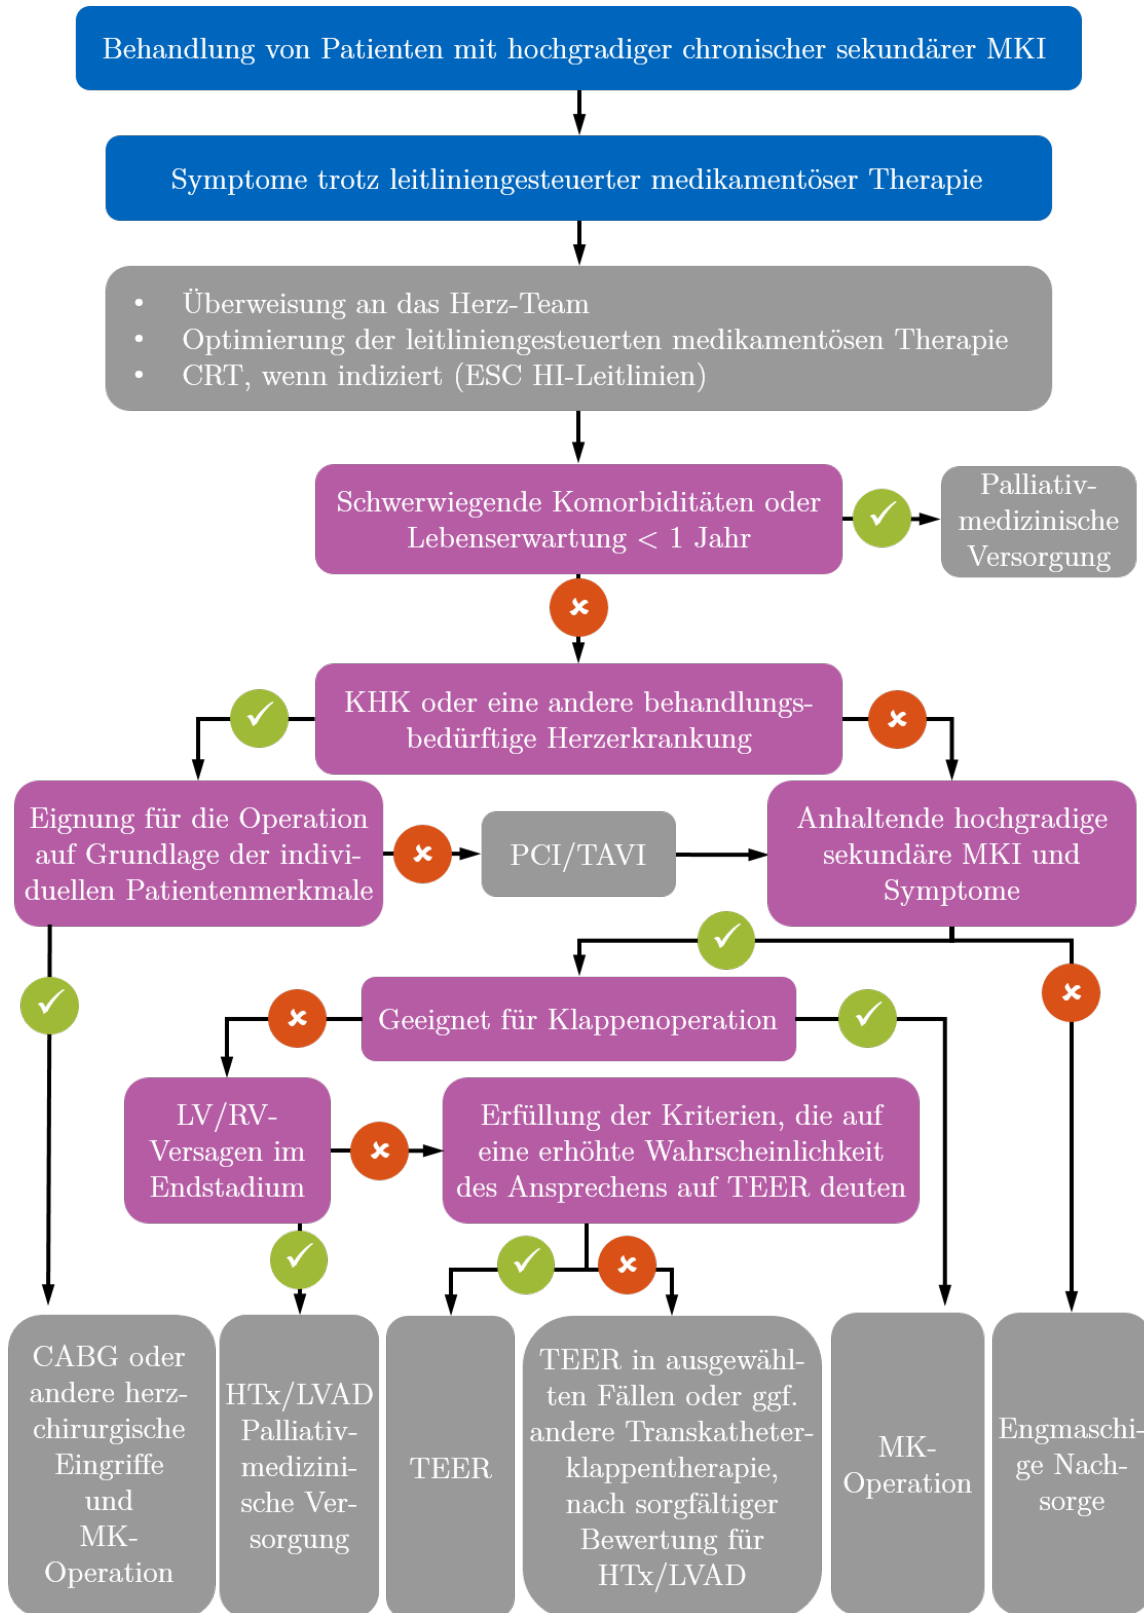 Behandlung von Patienten mit hochgradiger chronischer sekundärer MKI
Symptome trotz leitliniengesteuerter medikamentöser Therapie
• Überweisung an das Herz-Team
• Optimierung der leitliniengesteuerten medikamentösen Therapie
• CRT, wenn indiziert (ESC HI-Leitlinien)
Schwerwiegende Komorbiditäten oder
Lebenserwartung < 1 Jahr
Palliativ-
medizinische
Versorgung
KHK oder eine andere behandlungs-
bedürftige Herzerkrankung
Eignung für die Operation
auf Grundlage der indivi-
duellen Patientenmerkmale
PCI/TAVI
Anhaltende hochgradige
sekundäre MKI und
Symptome
Geeignet für Klappenoperation
LV/RV-
Versagen im
Endstadium
Erfüllung der Kriterien, die auf
eine erhöhte Wahrscheinlichkeit
des Ansprechens auf TEER deuten
CABG oder
andere herz-
chirurgische
Eingriffe
und
MK-
Operation
HTx/LVAD
Palliativ-
medizini-
sche Ver-
sorgung
TEER
TEER in ausgewähl-
ten Fällen oder ggf.
andere Transkatheter-
klappentherapie,
nach sorgfältiger
Bewertung für
HTx/LVAD
MK-
Operation
Engmaschi-
ge Nach-
sorge